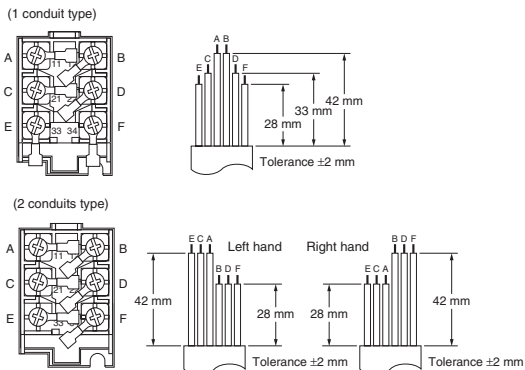 (1 conduit type)
A B
C D
E F
11
21
33 34
A B
C D
E F
28 mm
33 mm
42 mm
Tolerance ±2 mm
(2 conduits type)
A B
C D
E F
11
21
33
E C A
Left hand
B D F
42 mm
28 mm
Tolerance ±2 mm
Right hand
B D F
E C A
28 mm
42 mm
Tolerance ±2 mm